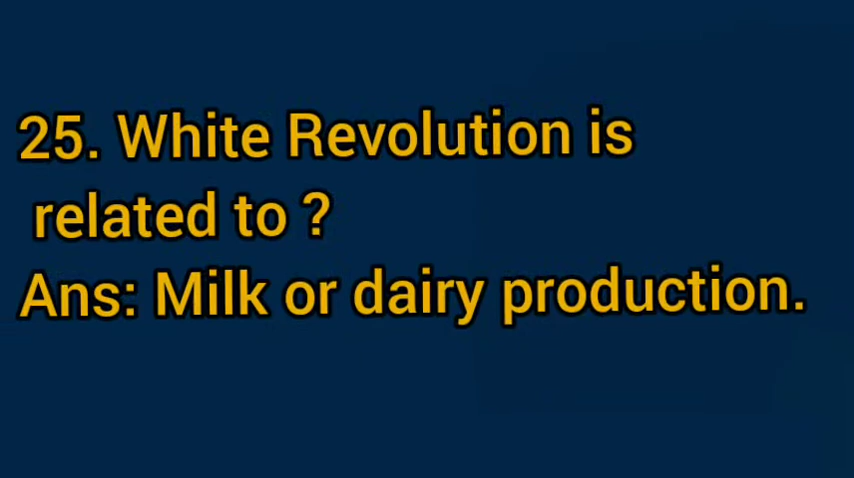 25. White Revolution is
related to ?
Ans: Milk or dairy production.